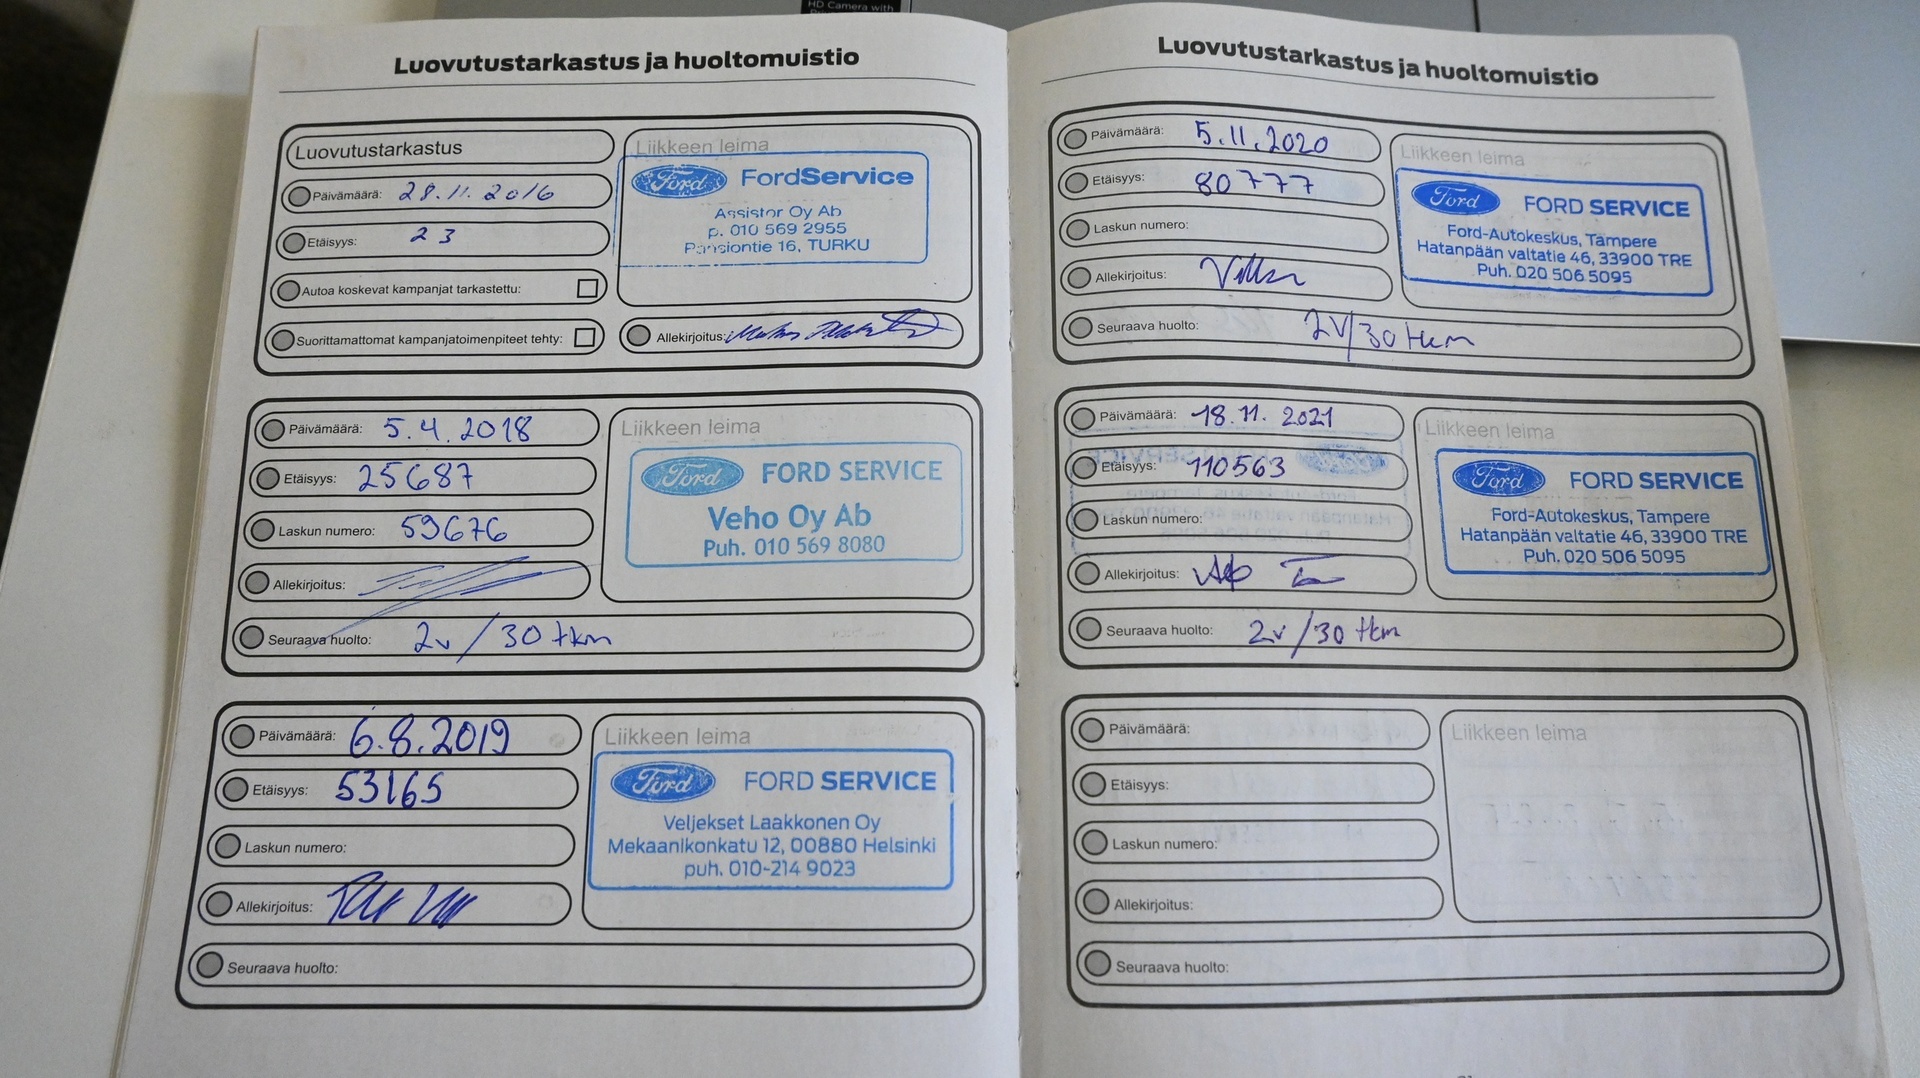 HD Camera with
Luovutustarkastus ja huoltomuistio
Luovutustarkastus
Päivämäärä: 28.11.2016
Etäisyys: 23
Autoa koskevat kampanjat tarkastettu:
Suorittamattomat kampanjatoimenpiteet tehty:
Liikkeen leima
Ford FordService
Assistor Oy Ab
p. 010 569 2955
Pansiontie 16, TURKU
Allekirjoitus:
Päivämäärä: 5.4.2018
Etäisyys: 25687
Laskun numero: 59676
Allekirjoitus:
Seuraava huolto: 2v/30 tkm
Liikkeen leima
Ford FORD SERVICE
Veho Oy Ab
Puh. 010 569 8080
Päivämäärä: 6.8.2019
Etäisyys: 53165
Laskun numero:
Allekirjoitus:
Seuraava huolto:
Liikkeen leima
Ford FORD SERVICE
Veljekset Laakkonen Oy
Mekaanikonkatu 12, 00880 Helsinki
puh. 010-214 9023
Luovutustarkastus ja huoltomuistio
Päivämäärä: 5.11.2020
Etäisyys: 80777
Laskun numero:
Allekirjoitus:
Seuraava huolto: 2V/30 tkm
Liikkeen leima
Ford FORD SERVICE
Ford-Autokeskus, Tampere
Hatanpään valtatie 46, 33900 TRE
Puh. 020 506 5095
Päivämäärä: 18.11.2021
Etäisyys: 110563
Laskun numero:
Allekirjoitus:
Seuraava huolto: 2v/30 tkm
Liikkeen leima
Ford FORD SERVICE
Ford-Autokeskus, Tampere
Hatanpään valtatie 46, 33900 TRE
Puh. 020 506 5095
Päivämäärä:
Etäisyys:
Laskun numero:
Allekirjoitus:
Seuraava huolto:
Liikkeen leima